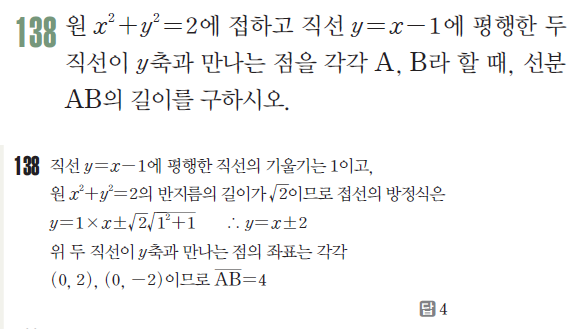 138 원 x²+y²=2에 접하고 직선 y=x-1에 평행한 두
직선이 y축과 만나는 점을 각각 A, B라 할 때, 선분
AB의 길이를 구하시오.
138 직선 y=x-1에 평행한 직선의 기울기는 1이고,
원 x²+y²=2의 반지름의 길이가 √2이므로 접선의 방정식은
y=1×x±√2√1²+1 ∴ y=x±2
위 두 직선이 y축과 만나는 점의 좌표는 각각
(0, 2), (0, -2)이므로 A̅B̅=4
답 4